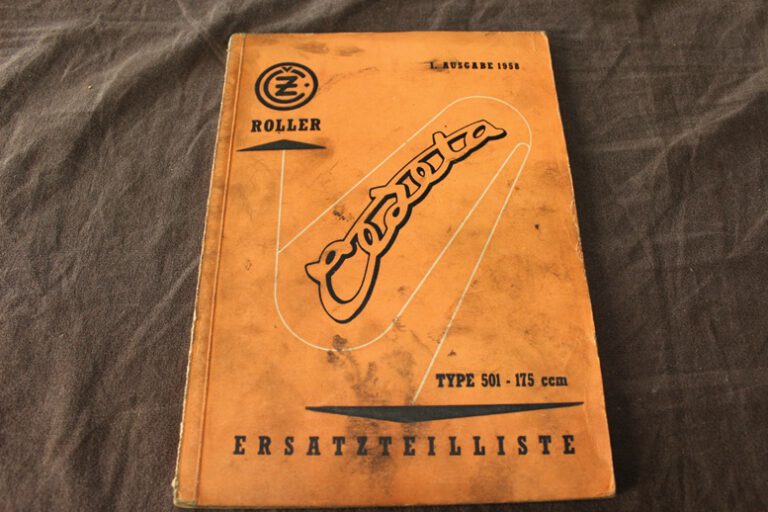 ČZ
1. AUSGABE 1958
ROLLER
Čezeta
TYPE 501 - 175 ccm
ERSATZTEILLISTE